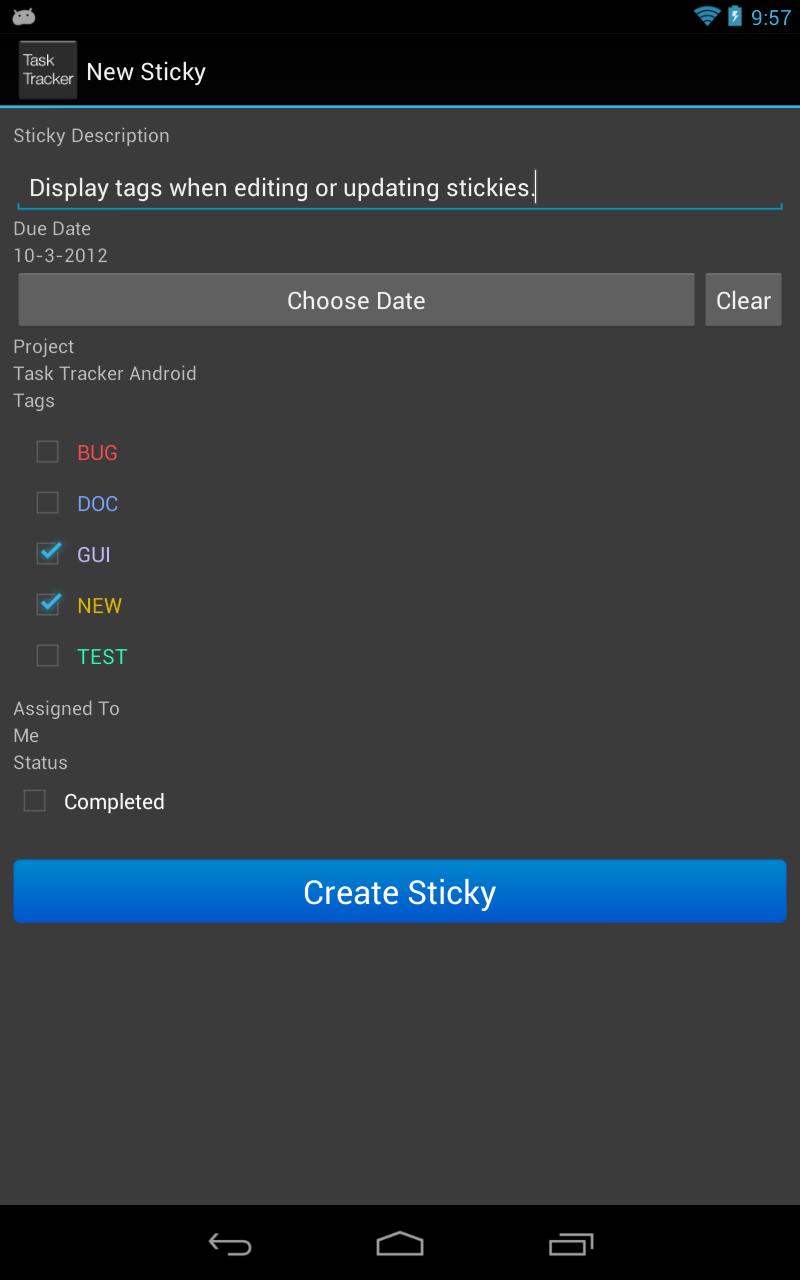 9:57
Task
Tracker
New Sticky
Sticky Description
Display tags when editing or updating stickies.
Due Date
10-3-2012
Choose Date
Clear
Project
Task Tracker Android
Tags
BUG
DOC
GUI
NEW
TEST
Assigned To
Me
Status
Completed
Create Sticky